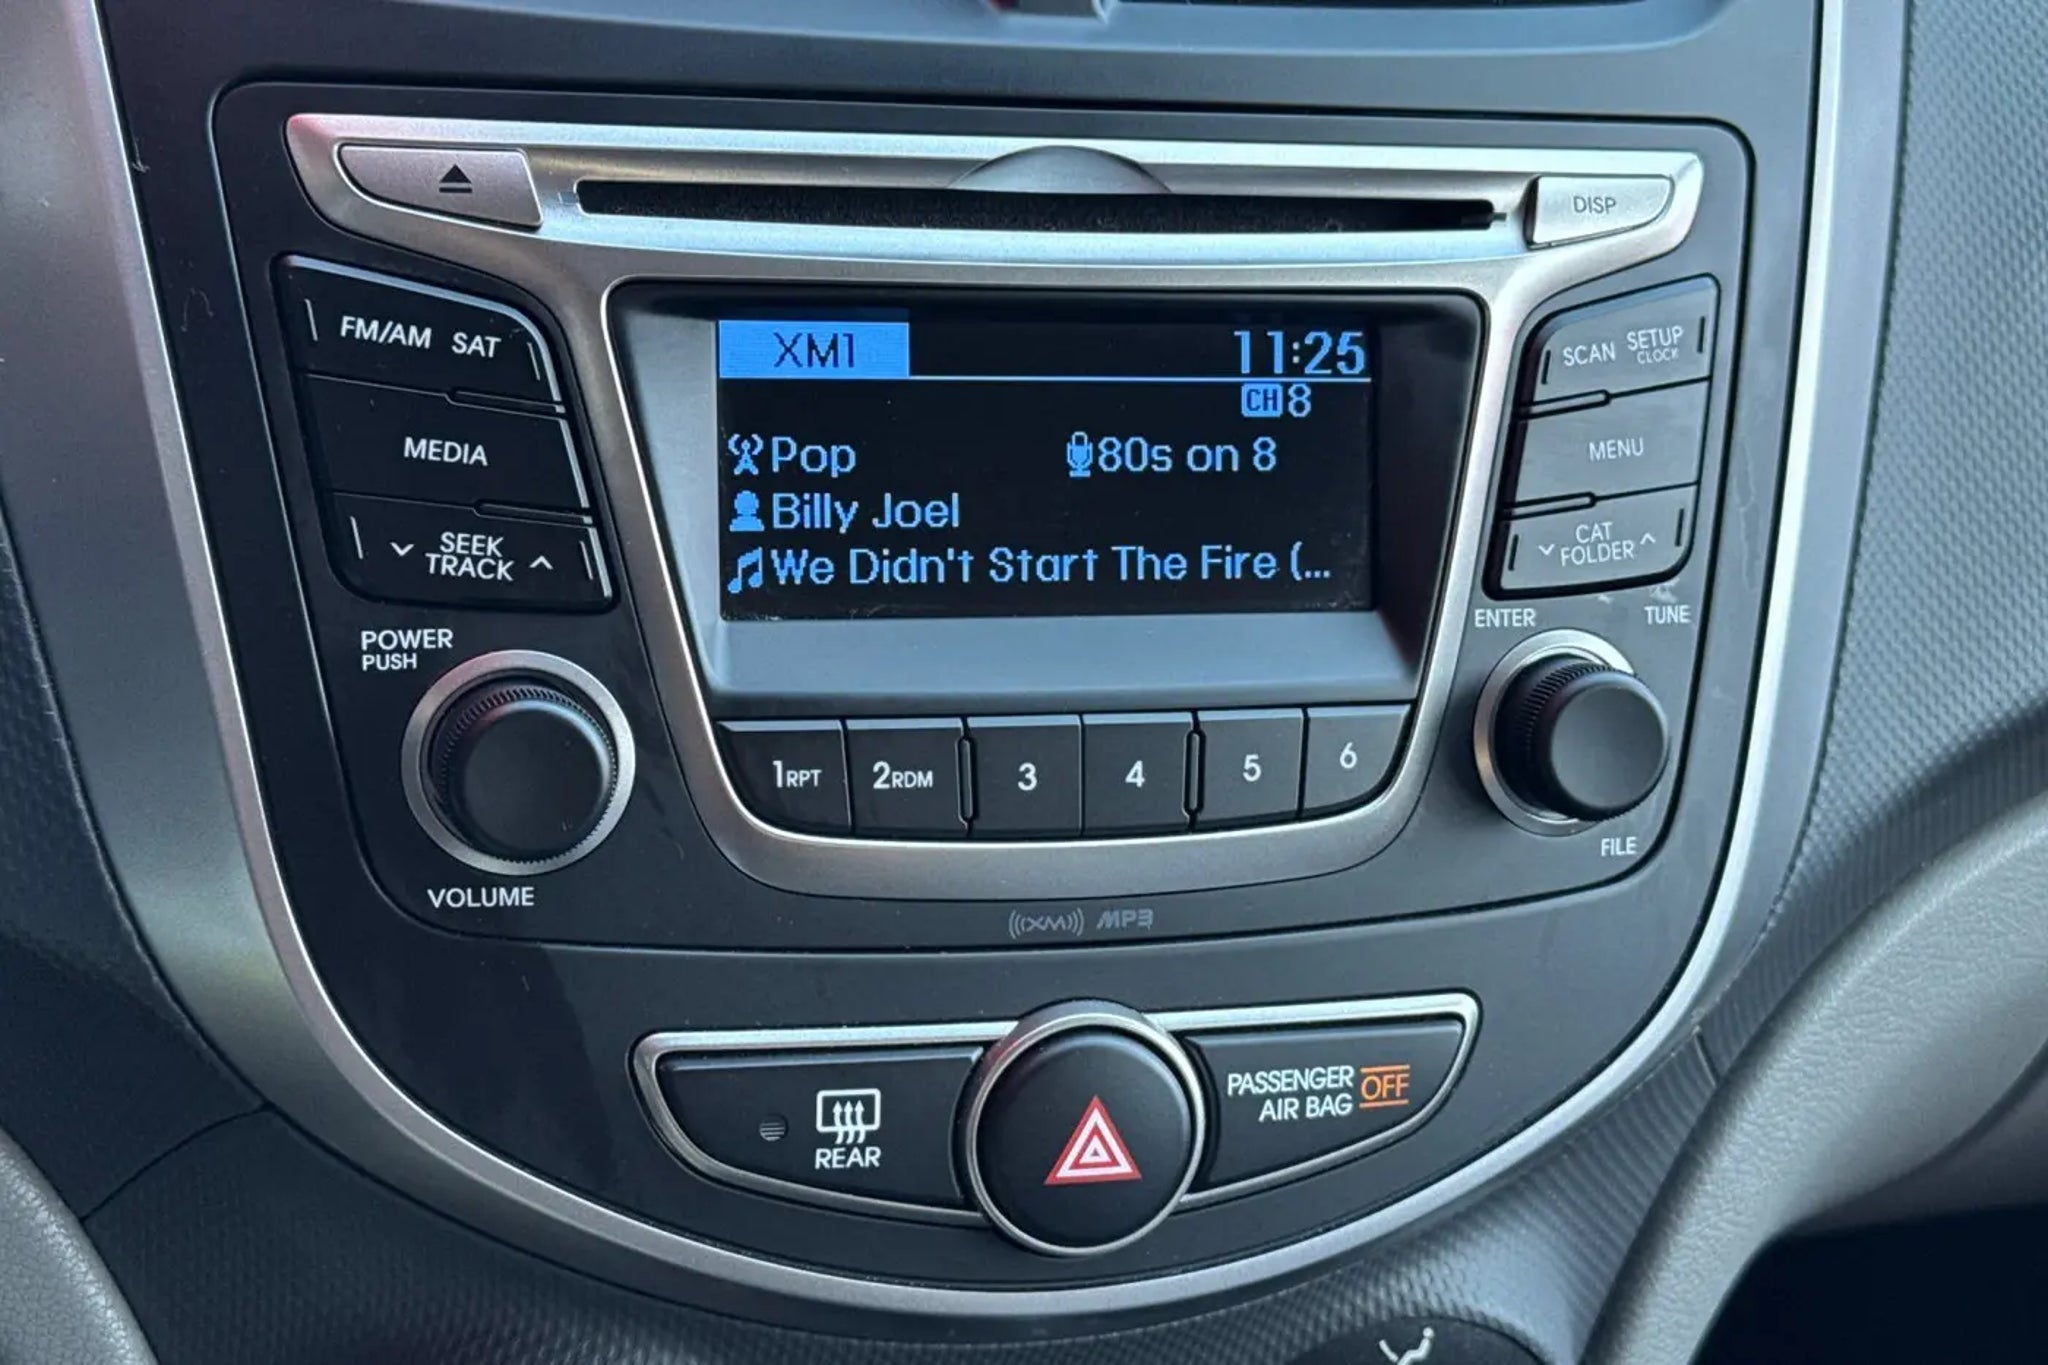 DISP
FM/AM SAT
MEDIA
SEEK
TRACK
XM1 11:25
CH 8
Pop 80s on 8
Billy Joel
We Didn't Start The Fire (...
SCAN SETUP
CLOCK
MENU
CAT
FOLDER
POWER
PUSH
VOLUME
ENTER TUNE
FILE
1RPT 2RDM 3 4 5 6
((XM)) MP3
REAR
PASSENGER
AIR BAG OFF